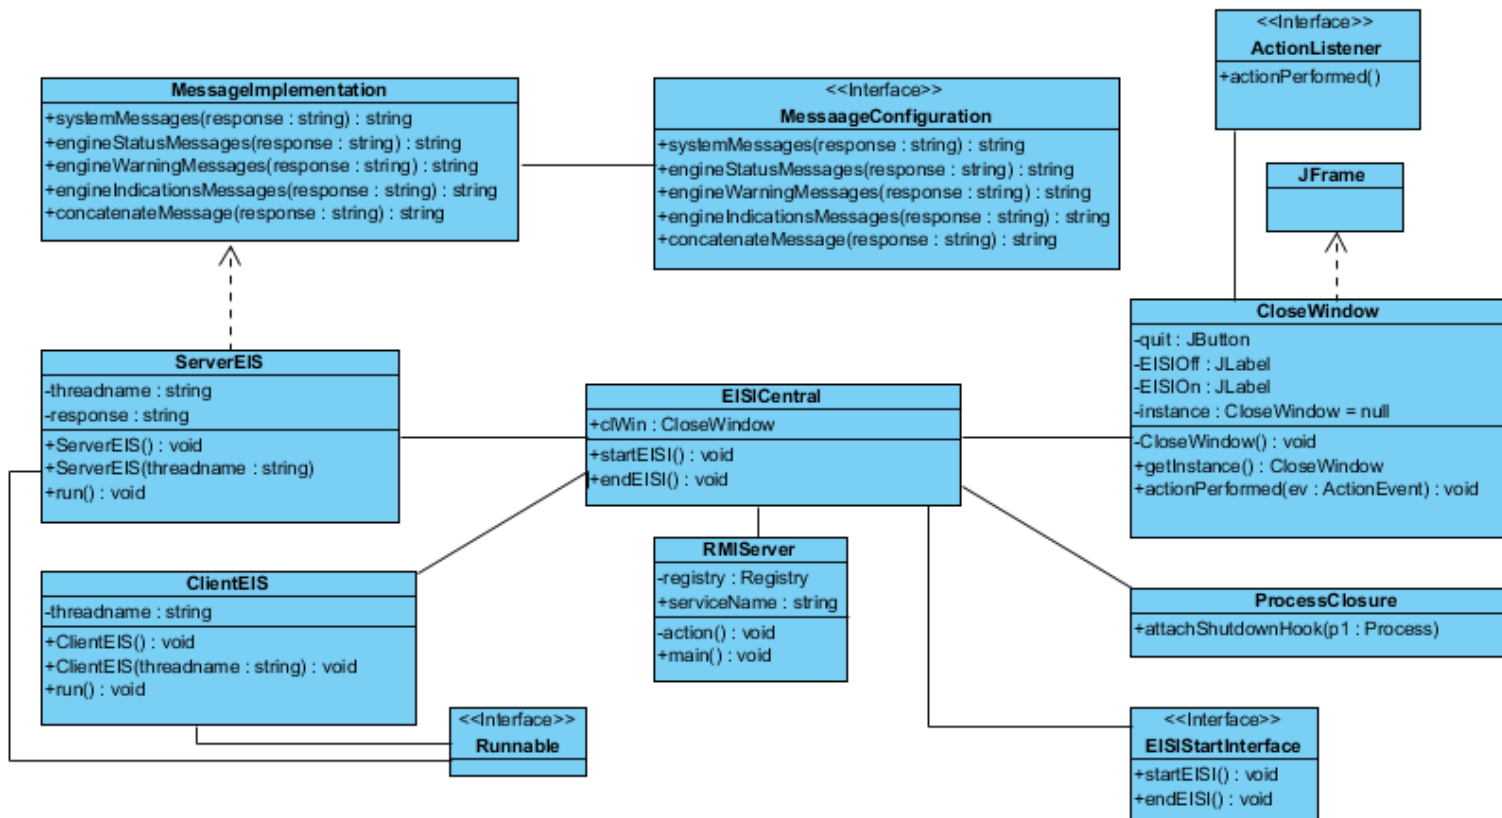 <<Interface>>
ActionListener
+actionPerformed()
MessageImplementation
+systemMessages(response : string) : string
+engineStatusMessages(response : string) : string
+engineWarningMessages(response : string) : string
+engineIndicationsMessages(response : string) : string
+concatenateMessage(response : string) : string
<<Interface>>
MessaageConfiguration
+systemMessages(response : string) : string
+engineStatusMessages(response : string) : string
+engineWarningMessages(response : string) : string
+engineIndicationsMessages(response : string) : string
+concatenateMessage(response : string) : string
JFrame
CloseWindow
-quit : JButton
-EISIOff : JLabel
-EISIOn : JLabel
-instance : CloseWindow = null
-CloseWindow() : void
+getInstance() : CloseWindow
+actionPerformed(ev : ActionEvent) : void
ServerEIS
-threadname : string
-response : string
+ServerEIS() : void
+ServerEIS(threadname : string)
+run() : void
EISICentral
+clWin : CloseWindow
+startEISI() : void
+endEISI() : void
RMIServer
-registry : Registry
+serviceName : string
-action() : void
+main() : void
ClientEIS
-threadname : string
+ClientEIS() : void
+ClientEIS(threadname : string) : void
+run() : void
ProcessClosure
+attachShutdownHook(p1 : Process)
<<Interface>>
Runnable
<<Interface>>
EISIStartInterface
+startEISI() : void
+endEISI() : void